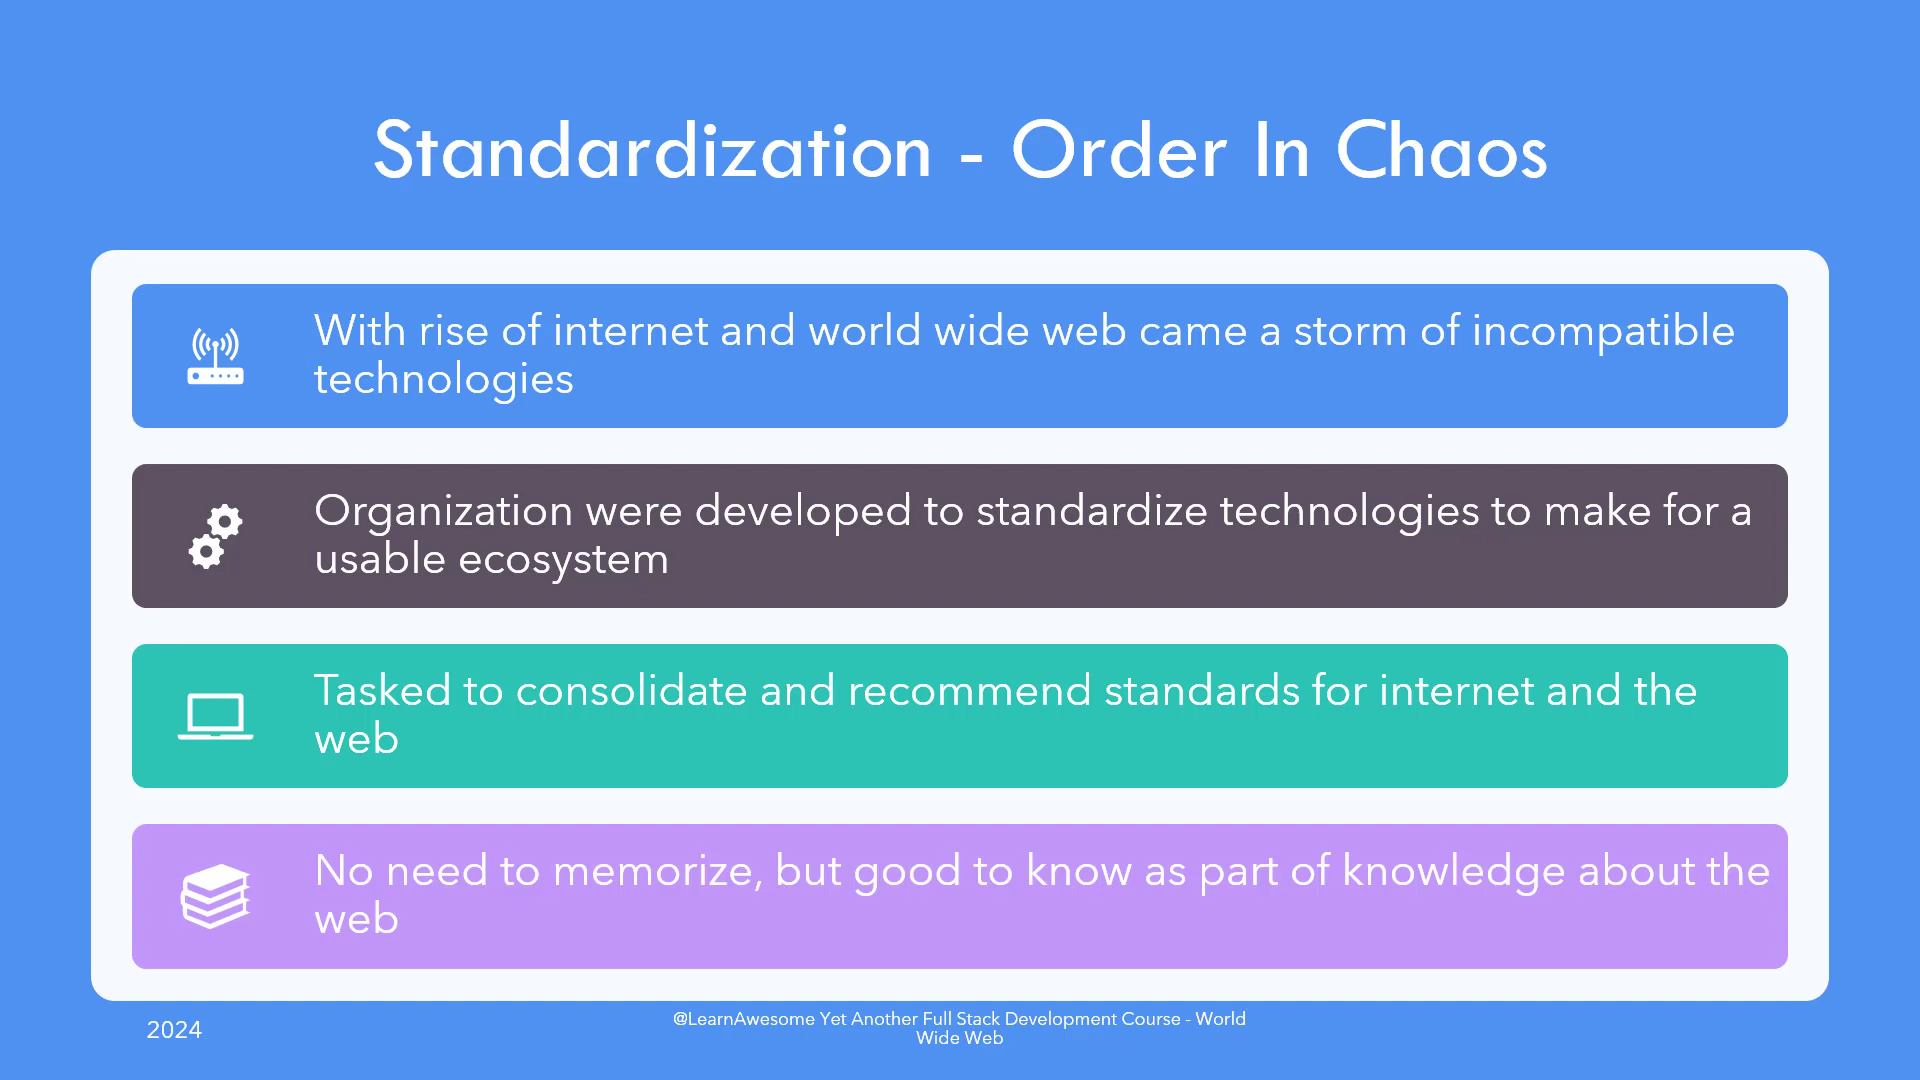 Standardization - Order In Chaos
With rise of internet and world wide web came a storm of incompatible
technologies
Organization were developed to standardize technologies to make for a
usable ecosystem
Tasked to consolidate and recommend standards for internet and the
web
No need to memorize, but good to know as part of knowledge about the
web
2024
@LearnAwesome Yet Another Full Stack Development Course - World
Wide Web